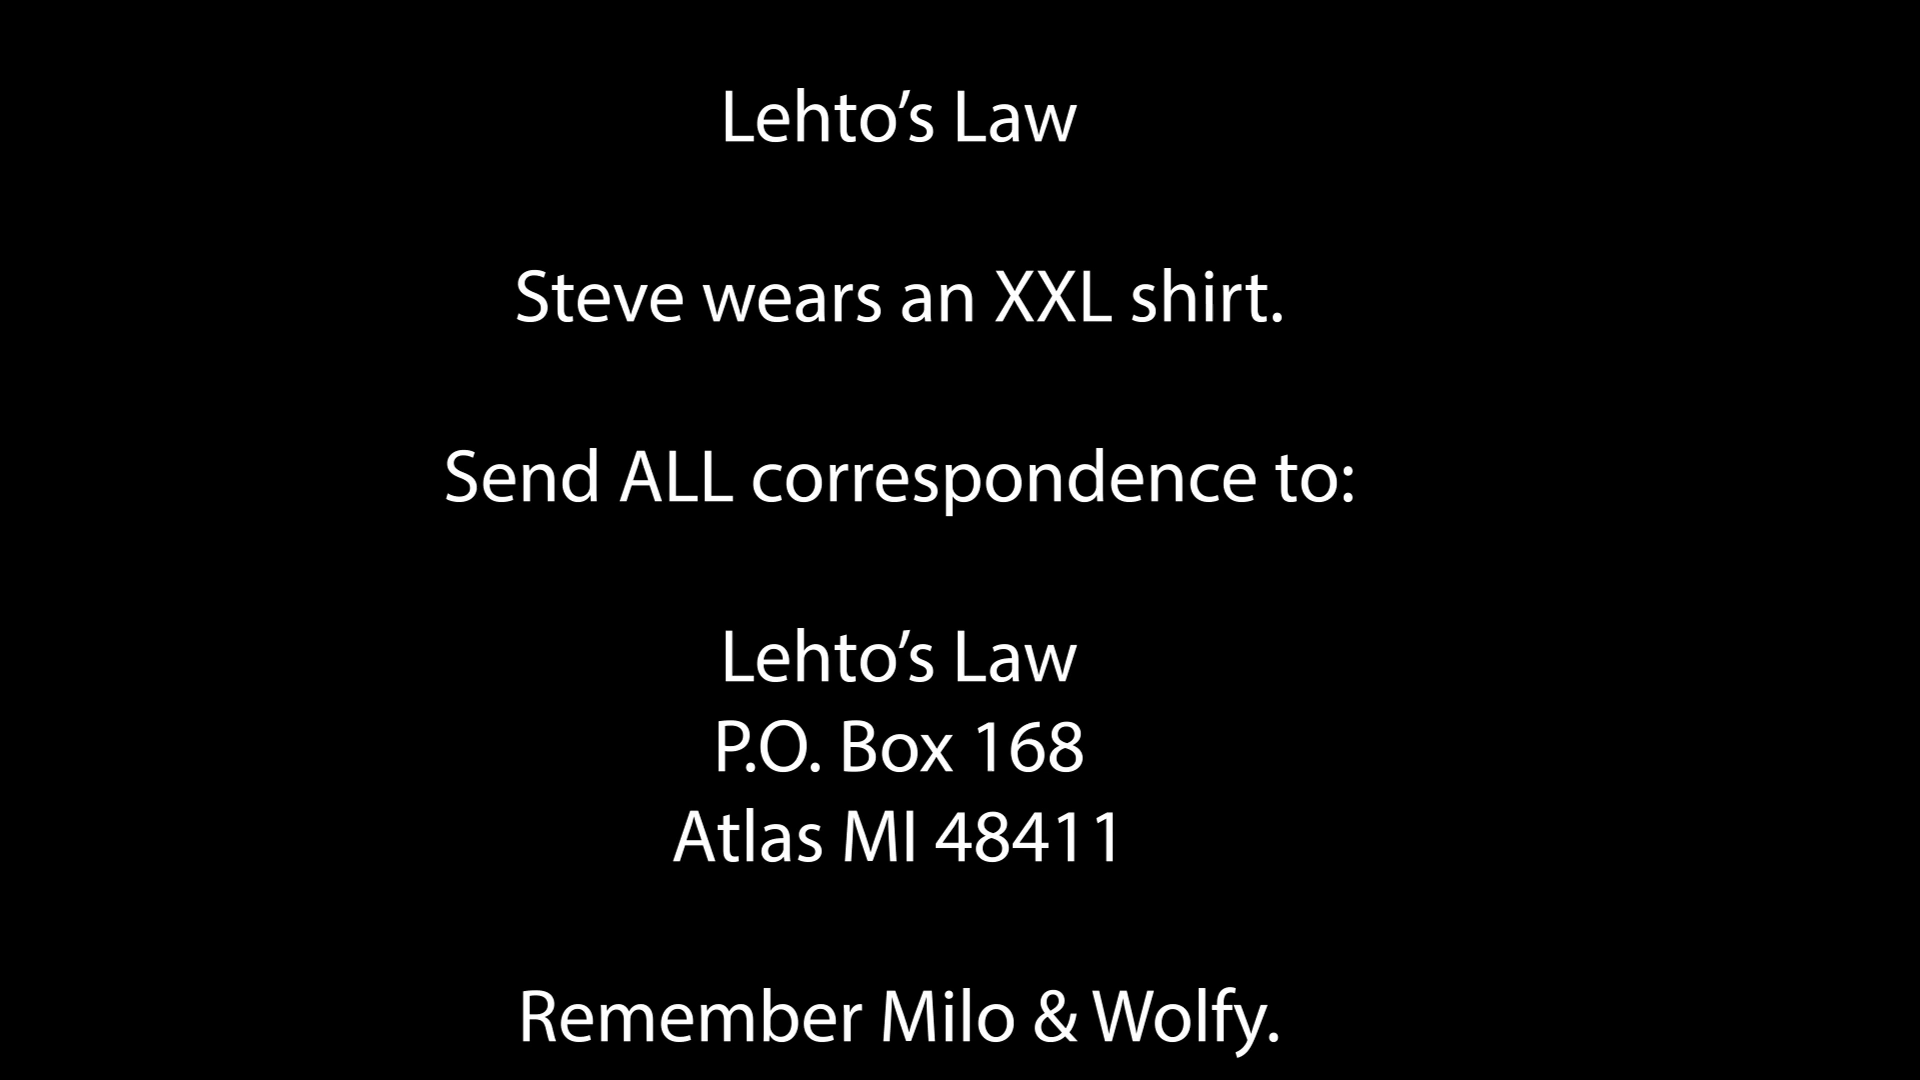 Lehto’s Law
Steve wears an XXL shirt.
Send ALL correspondence to:
Lehto’s Law
P.O. Box 168
Atlas MI 48411
Remember Milo & Wolfy.